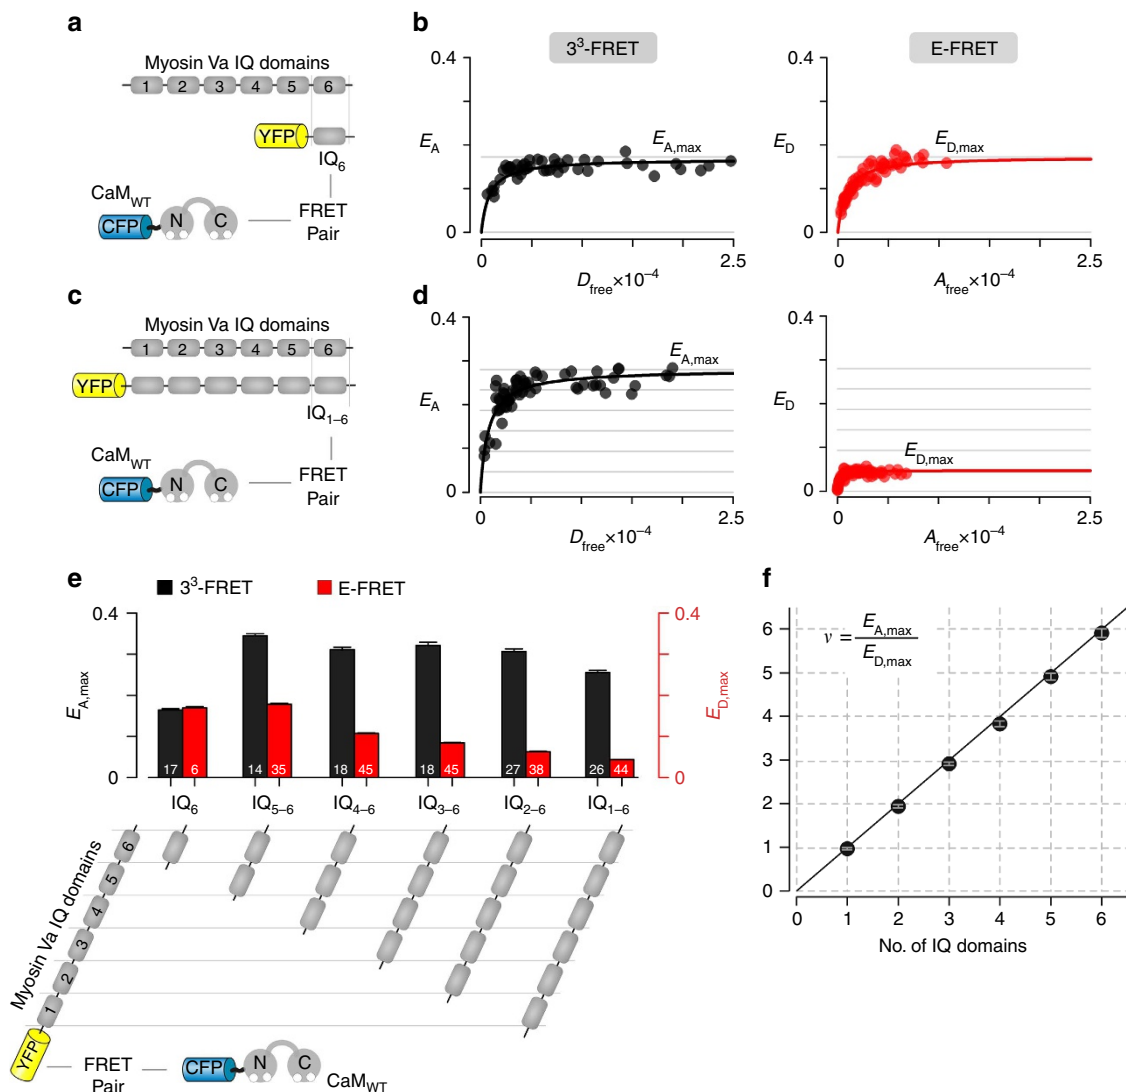 a
Myosin Va IQ domains
1 2 3 4 5 6
YFP
IQ6
CaMWT
CFP N C
FRET
Pair
b
3³-FRET
0.4
EA
EA,max
0
0 2.5
Dfree×10⁻⁴
E-FRET
0.4
ED
ED,max
0
0 2.5
Afree×10⁻⁴
c
Myosin Va IQ domains
1 2 3 4 5 6
YFP
IQ1–6
CaMWT
CFP N C
FRET
Pair
d
0.4
EA
EA,max
0
0 2.5
Dfree×10⁻⁴
0.4
ED
ED,max
0
0 2.5
Afree×10⁻⁴
e
3³-FRET E-FRET
0.4 0.4
EA,max
ED,max
0 0
17 6 14 35 18 45 18 45 27 38 26 44
IQ6 IQ5–6 IQ4–6 IQ3–6 IQ2–6 IQ1–6
Myosin Va IQ domains
6
5
4
3
2
1
YFP
FRET
Pair
CFP N C
CaMWT
f
v = EA,max
ED,max
6
5
4
3
2
1
0
0 1 2 3 4 5 6
No. of IQ domains